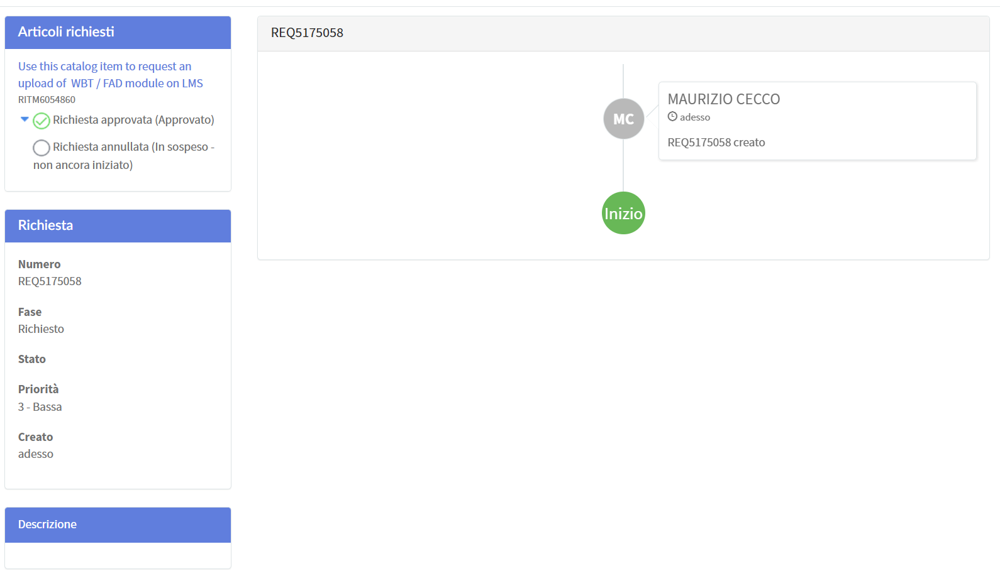 Articoli richiesti
Use this catalog item to request an
upload of  WBT / FAD module on LMS
RITM6054860
Richiesta approvata (Approvato)
Richiesta annullata (In sospeso -
non ancora iniziato)
Richiesta
Numero
REQ5175058
Fase
Richiesto
Stato
Priorità
3 - Bassa
Creato
adesso
Descrizione
REQ5175058
MC
MAURIZIO CECCO
adesso
REQ5175058 creato
Inizio